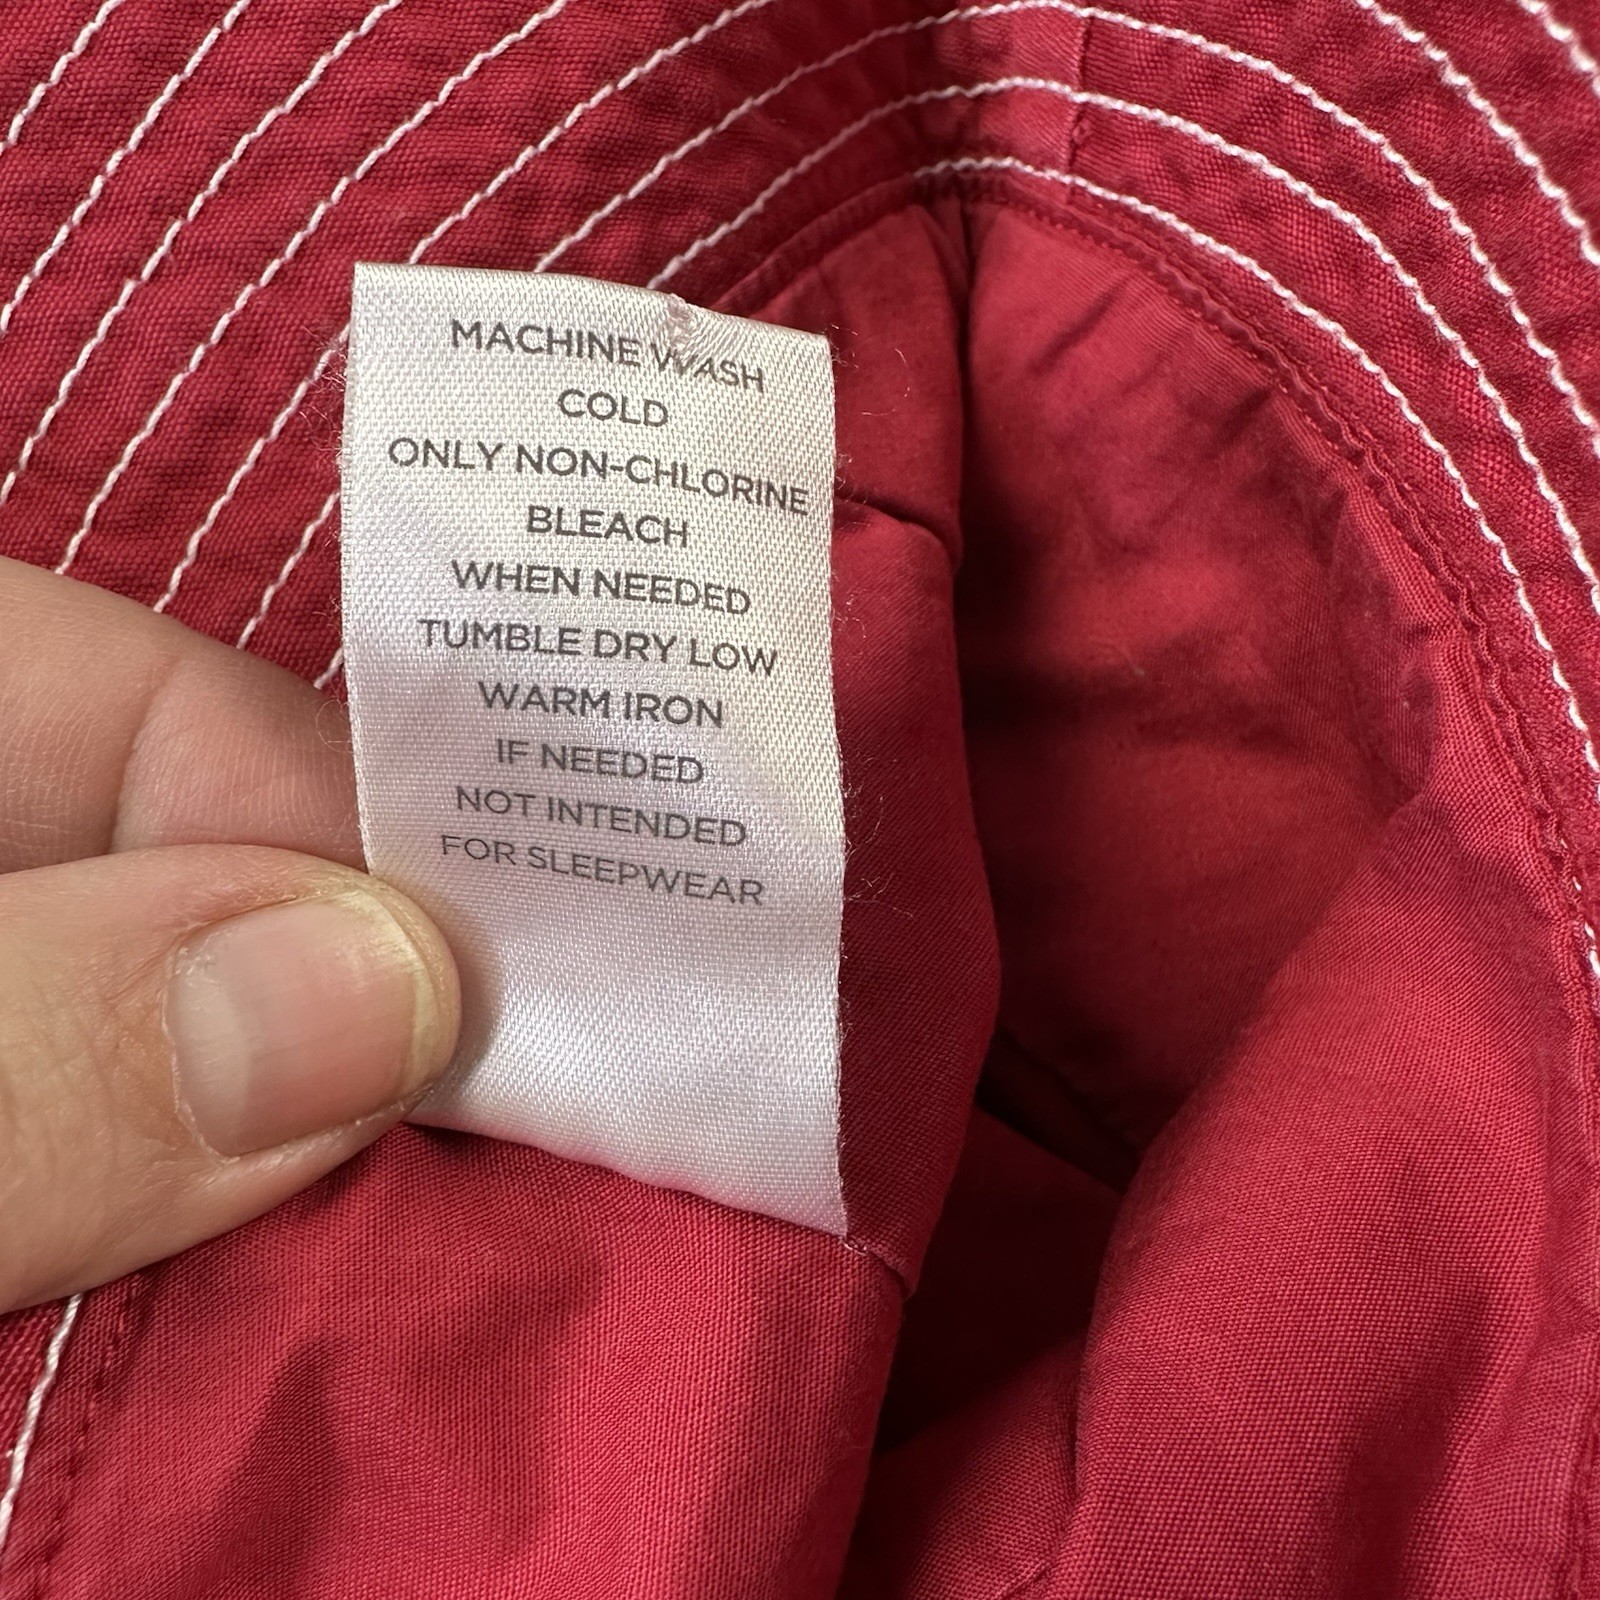 MACHINE WASH
COLD
ONLY NON-CHLORINE
BLEACH
WHEN NEEDED
TUMBLE DRY LOW
WARM IRON
IF NEEDED
NOT INTENDED
FOR SLEEPWEAR